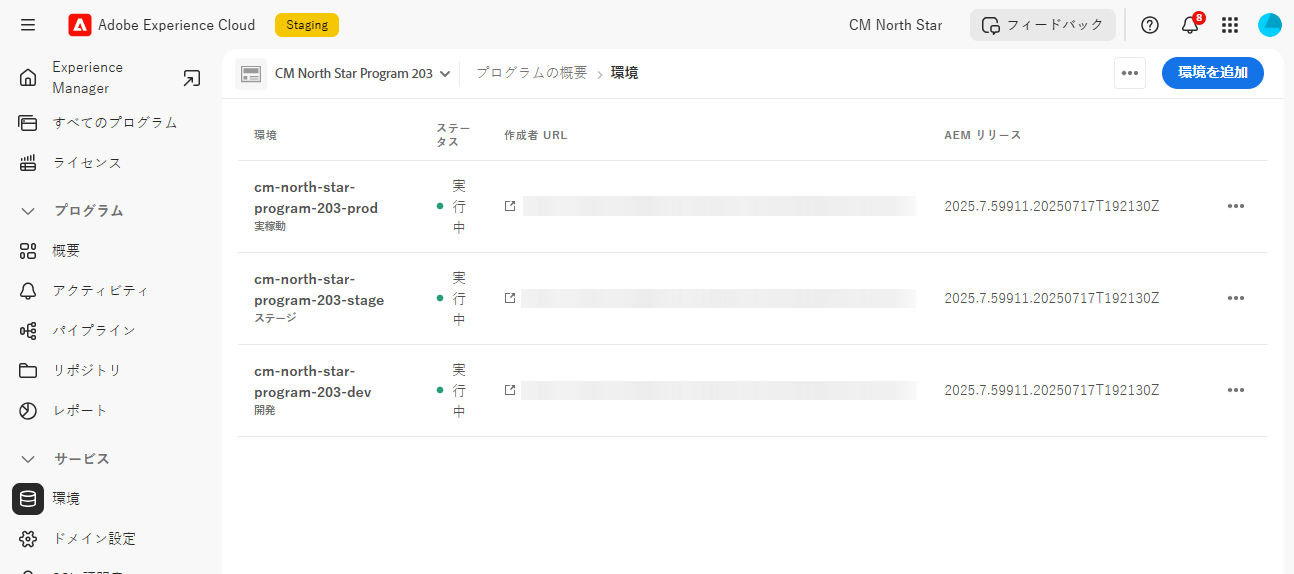 Adobe Experience Cloud
Staging
CM North Star
フィードバック
8
Experience
Manager
すべてのプログラム
ライセンス
プログラム
概要
アクティビティ
パイプライン
リポジトリ
レポート
サービス
環境
ドメイン設定
CM North Star Program 203
プログラムの概要 › 環境
環境を追加
環境
ステー
タス
作成者 URL
AEM リリース
cm-north-star-
program-203-prod
実稼動
実
行
中
2025.7.59911.20250717T192130Z
cm-north-star-
program-203-stage
ステージ
実
行
中
2025.7.59911.20250717T192130Z
cm-north-star-
program-203-dev
開発
実
行
中
2025.7.59911.20250717T192130Z